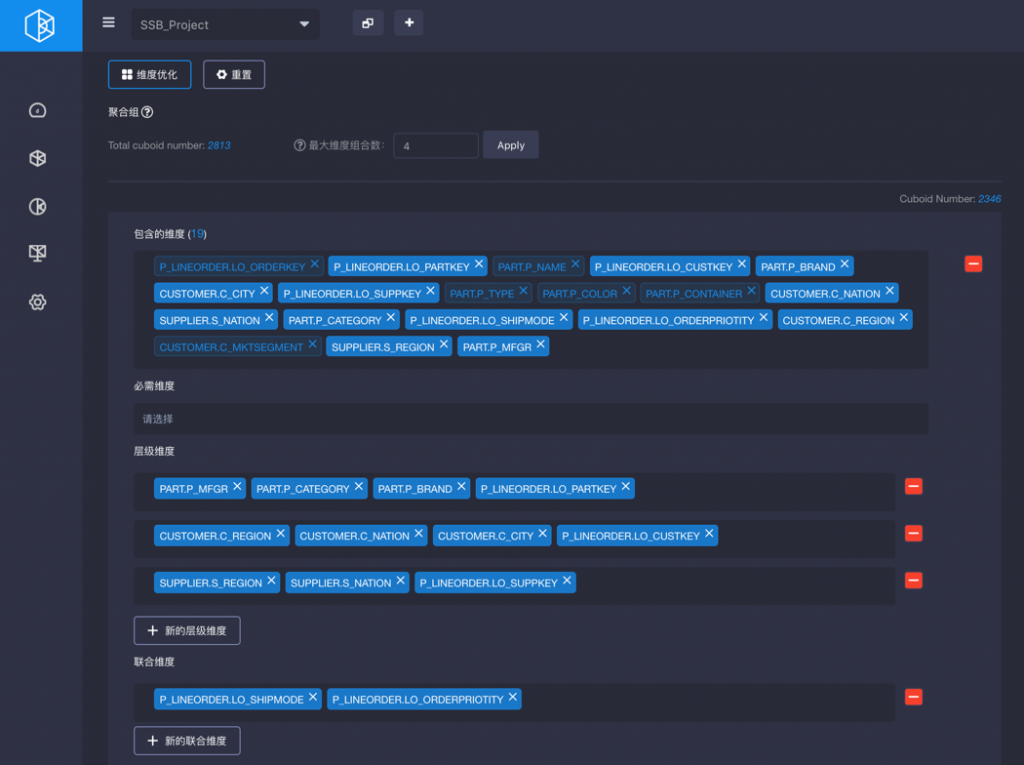 SSB_Project
维度优化 重置
聚合组
Total cuboid number: 2813 最大维度组合数: 4 Apply
Cuboid Number: 2346
包含的维度 (19)
P_LINEORDER.LO_ORDERKEY P_LINEORDER.LO_PARTKEY PART.P_NAME P_LINEORDER.LO_CUSTKEY PART.P_BRAND
CUSTOMER.C_CITY P_LINEORDER.LO_SUPPKEY PART.P_TYPE PART.P_COLOR PART.P_CONTAINER CUSTOMER.C_NATION
SUPPLIER.S_NATION PART.P_CATEGORY P_LINEORDER.LO_SHIPMODE P_LINEORDER.LO_ORDERPRIOTITY CUSTOMER.C_REGION
CUSTOMER.C_MKTSEGMENT SUPPLIER.S_REGION PART.P_MFGR
必需维度
请选择
层级维度
PART.P_MFGR PART.P_CATEGORY PART.P_BRAND P_LINEORDER.LO_PARTKEY
CUSTOMER.C_REGION CUSTOMER.C_NATION CUSTOMER.C_CITY P_LINEORDER.LO_CUSTKEY
SUPPLIER.S_REGION SUPPLIER.S_NATION P_LINEORDER.LO_SUPPKEY
新的层级维度
联合维度
P_LINEORDER.LO_SHIPMODE P_LINEORDER.LO_ORDERPRIOTITY
新的联合维度